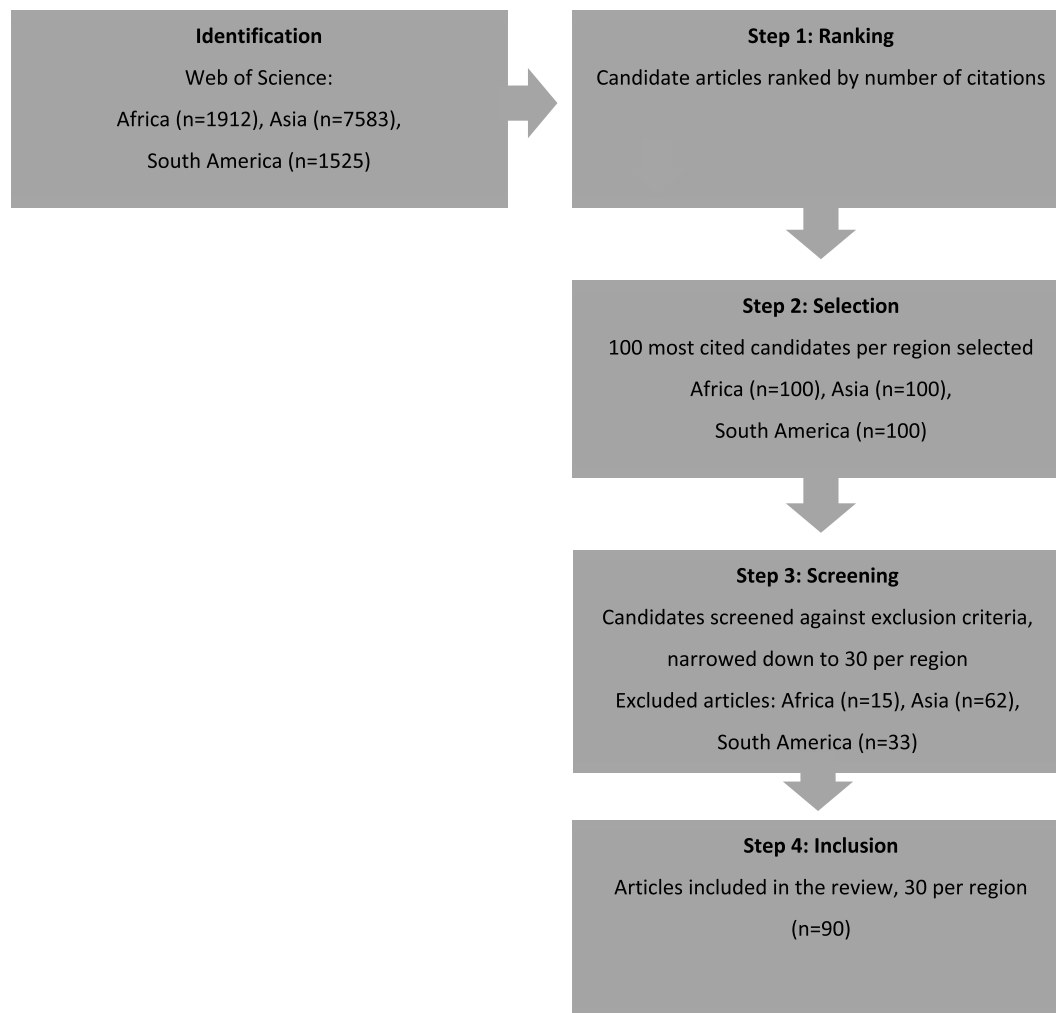 Identification
Web of Science:
Africa (n=1912), Asia (n=7583),
South America (n=1525)
Step 1: Ranking
Candidate articles ranked by number of citations
Step 2: Selection
100 most cited candidates per region selected
Africa (n=100), Asia (n=100),
South America (n=100)
Step 3: Screening
Candidates screened against exclusion criteria,
narrowed down to 30 per region
Excluded articles: Africa (n=15), Asia (n=62),
South America (n=33)
Step 4: Inclusion
Articles included in the review, 30 per region
(n=90)